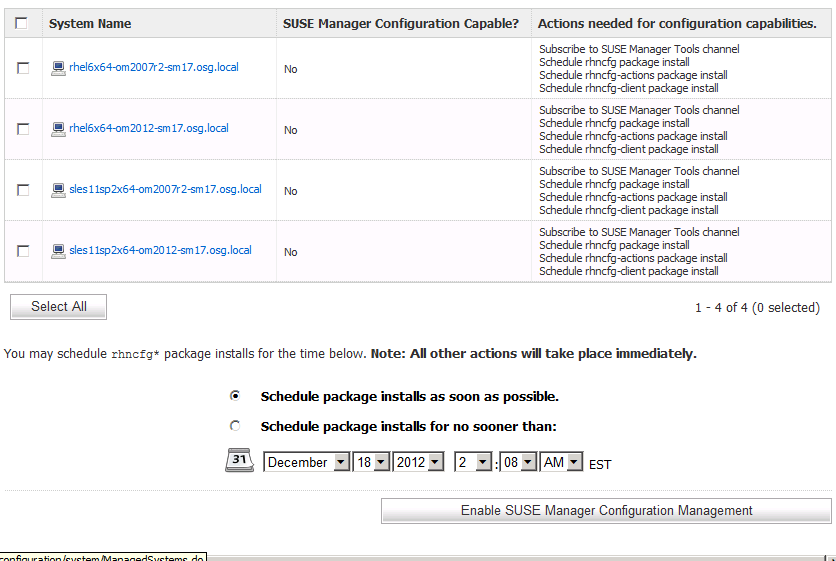 System Name SUSE Manager Configuration Capable? Actions needed for configuration capabilities.
rhel6x64-om2007r2-sm17.osg.local No Subscribe to SUSE Manager Tools channel
Schedule rhncfg package install
Schedule rhncfg-actions package install
Schedule rhncfg-client package install
rhel6x64-om2012-sm17.osg.local No Subscribe to SUSE Manager Tools channel
Schedule rhncfg package install
Schedule rhncfg-actions package install
Schedule rhncfg-client package install
sles11sp2x64-om2007r2-sm17.osg.local No Subscribe to SUSE Manager Tools channel
Schedule rhncfg package install
Schedule rhncfg-actions package install
Schedule rhncfg-client package install
sles11sp2x64-om2012-sm17.osg.local No Subscribe to SUSE Manager Tools channel
Schedule rhncfg package install
Schedule rhncfg-actions package install
Schedule rhncfg-client package install
Select All 1 - 4 of 4 (0 selected)
You may schedule rhncfg* package installs for the time below. Note: All other actions will take place immediately.
Schedule package installs as soon as possible.
Schedule package installs for no sooner than:
31 December 18 2012 2 : 08 AM EST
Enable SUSE Manager Configuration Management
configuration/system/ManagedSystems.do